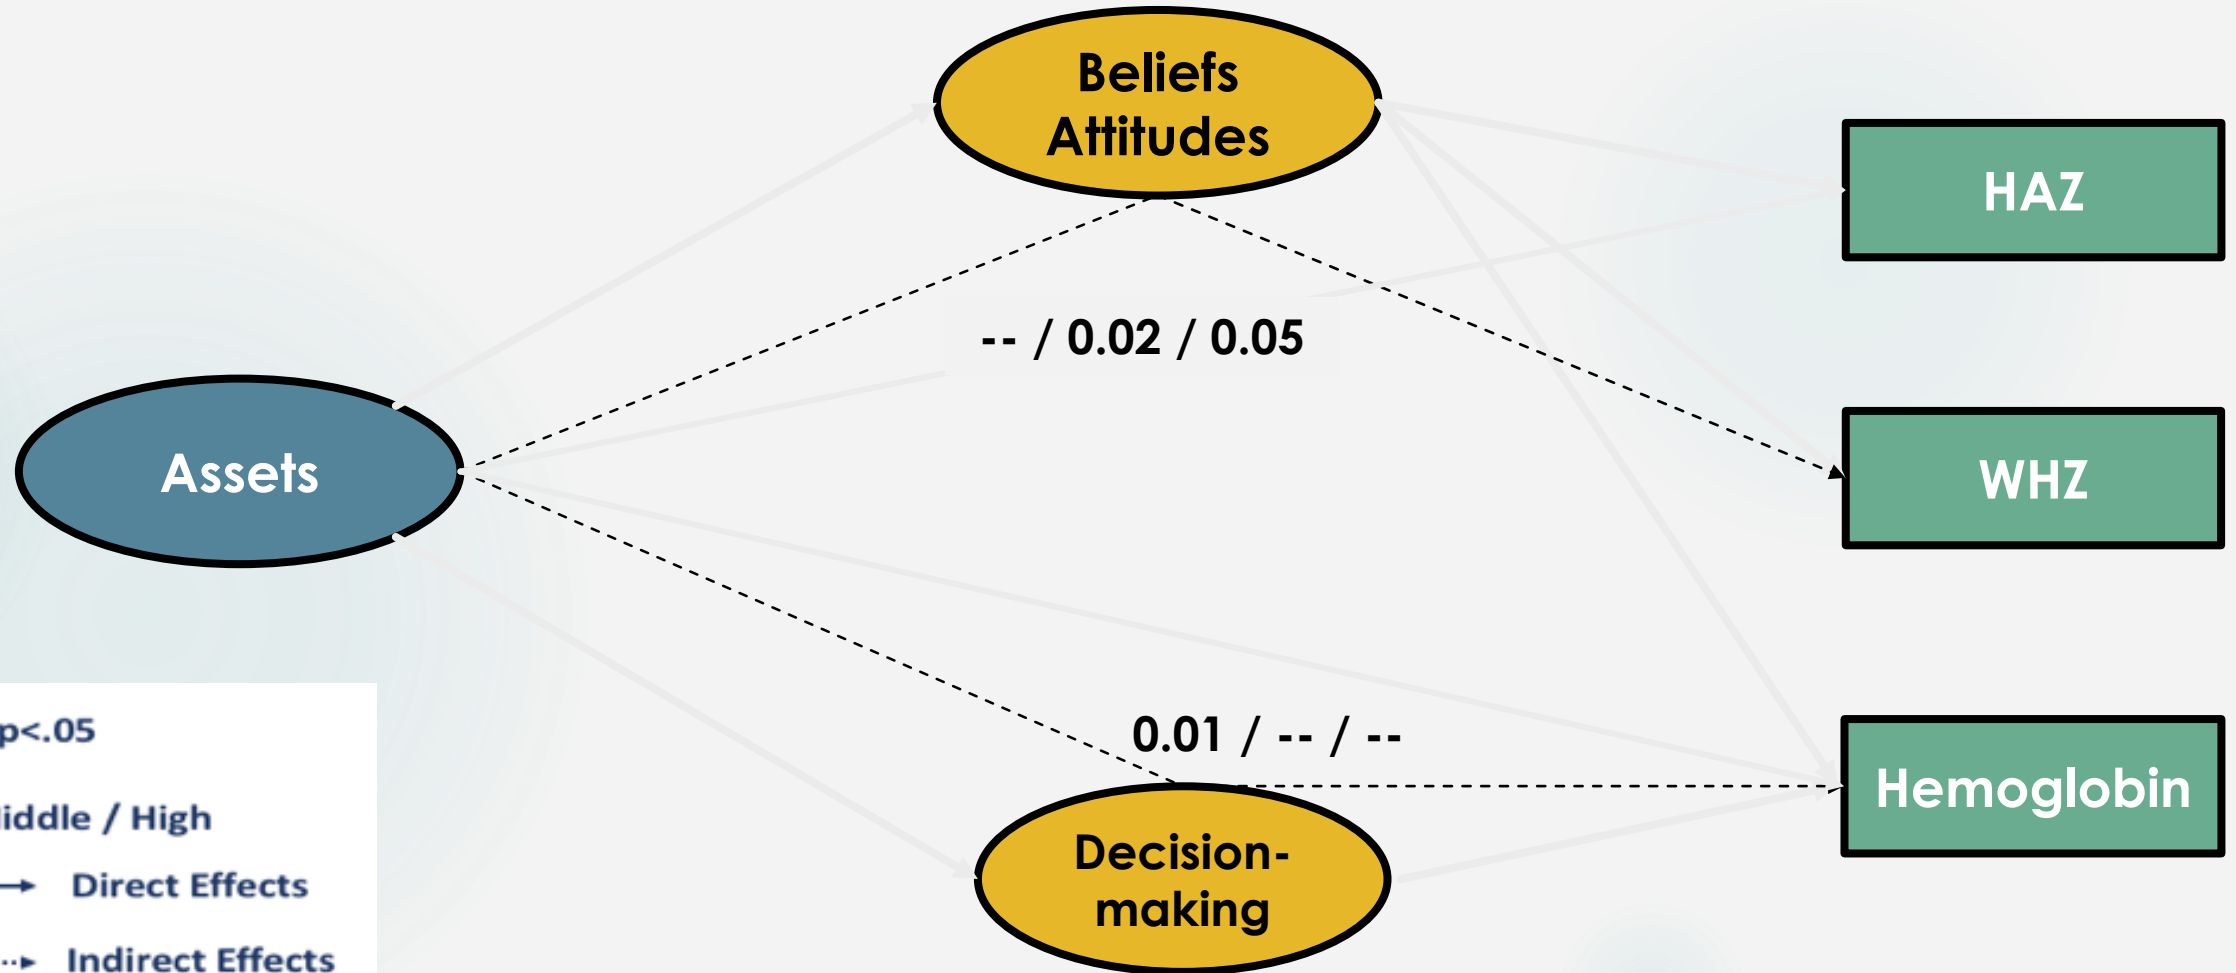 Beliefs
Attitudes
HAZ
-- / 0.02 / 0.05
Assets
WHZ
p<.05
0.01 / -- / --
Hemoglobin
/ High
Direct Effects
Decision-
making
Indirect Effects